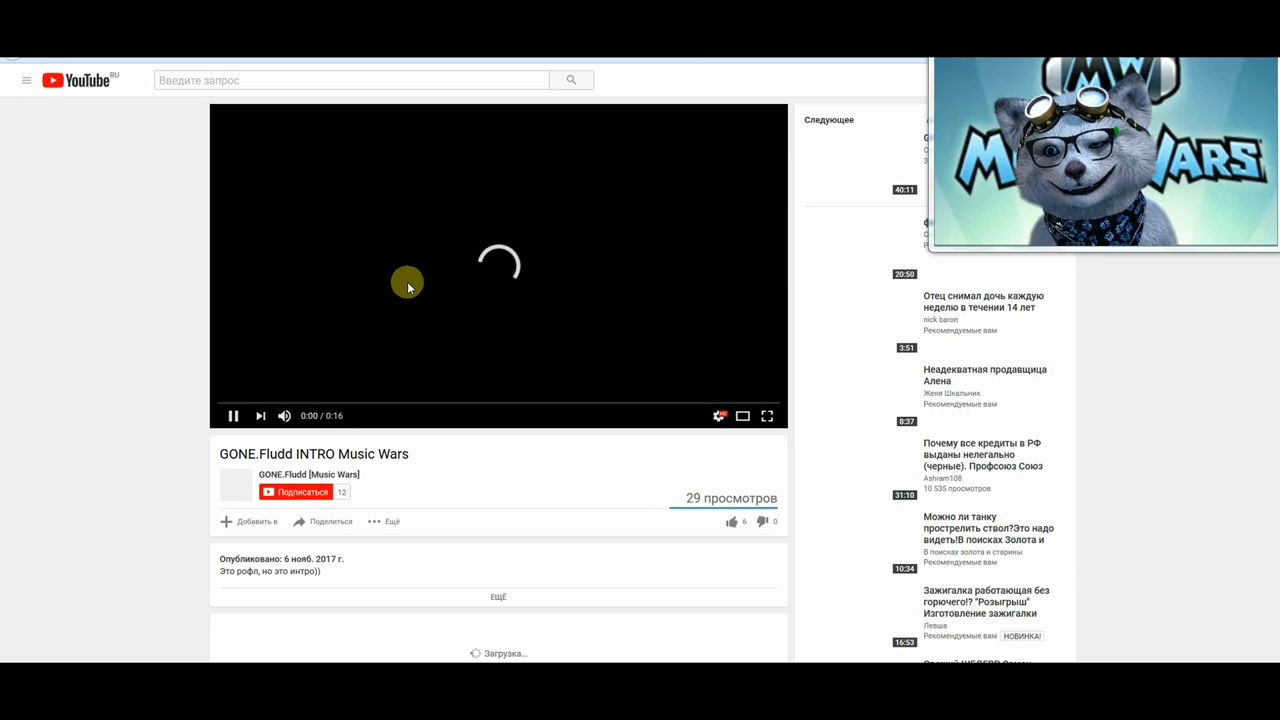 YouTube RU
Введите запрос
MW
WARS
0:00 / 0:16
HD
GONE.Fludd INTRO Music Wars
GONE.Fludd [Music Wars]
Подписаться 12
29 просмотров
Добавить в Поделиться Ещё 6 0
Опубликовано: 6 нояб. 2017 г.
Это рофл, но это интро))
ЕЩЁ
Загрузка...
Следующее
40:11
20:50
Отец снимал дочь каждую
неделю в течении 14 лет
nick baron
Рекомендуемые вам
3:51
Неадекватная продавщица
Алена
Женя Шкальник
Рекомендуемые вам
8:37
Почему все кредиты в РФ
выданы нелегально
(черные). Профсоюз Союз
Ashram108
10 535 просмотров
31:10
Можно ли танку
прострелить ствол?Это надо
видеть!В поисках Золота и
В поисках золота и старины
Рекомендуемые вам
10:34
Зажигалка работающая без
горючего!? "Розыгрыш"
Изготовление зажигалки
Левша
Рекомендуемые вам НОВИНКА!
16:53